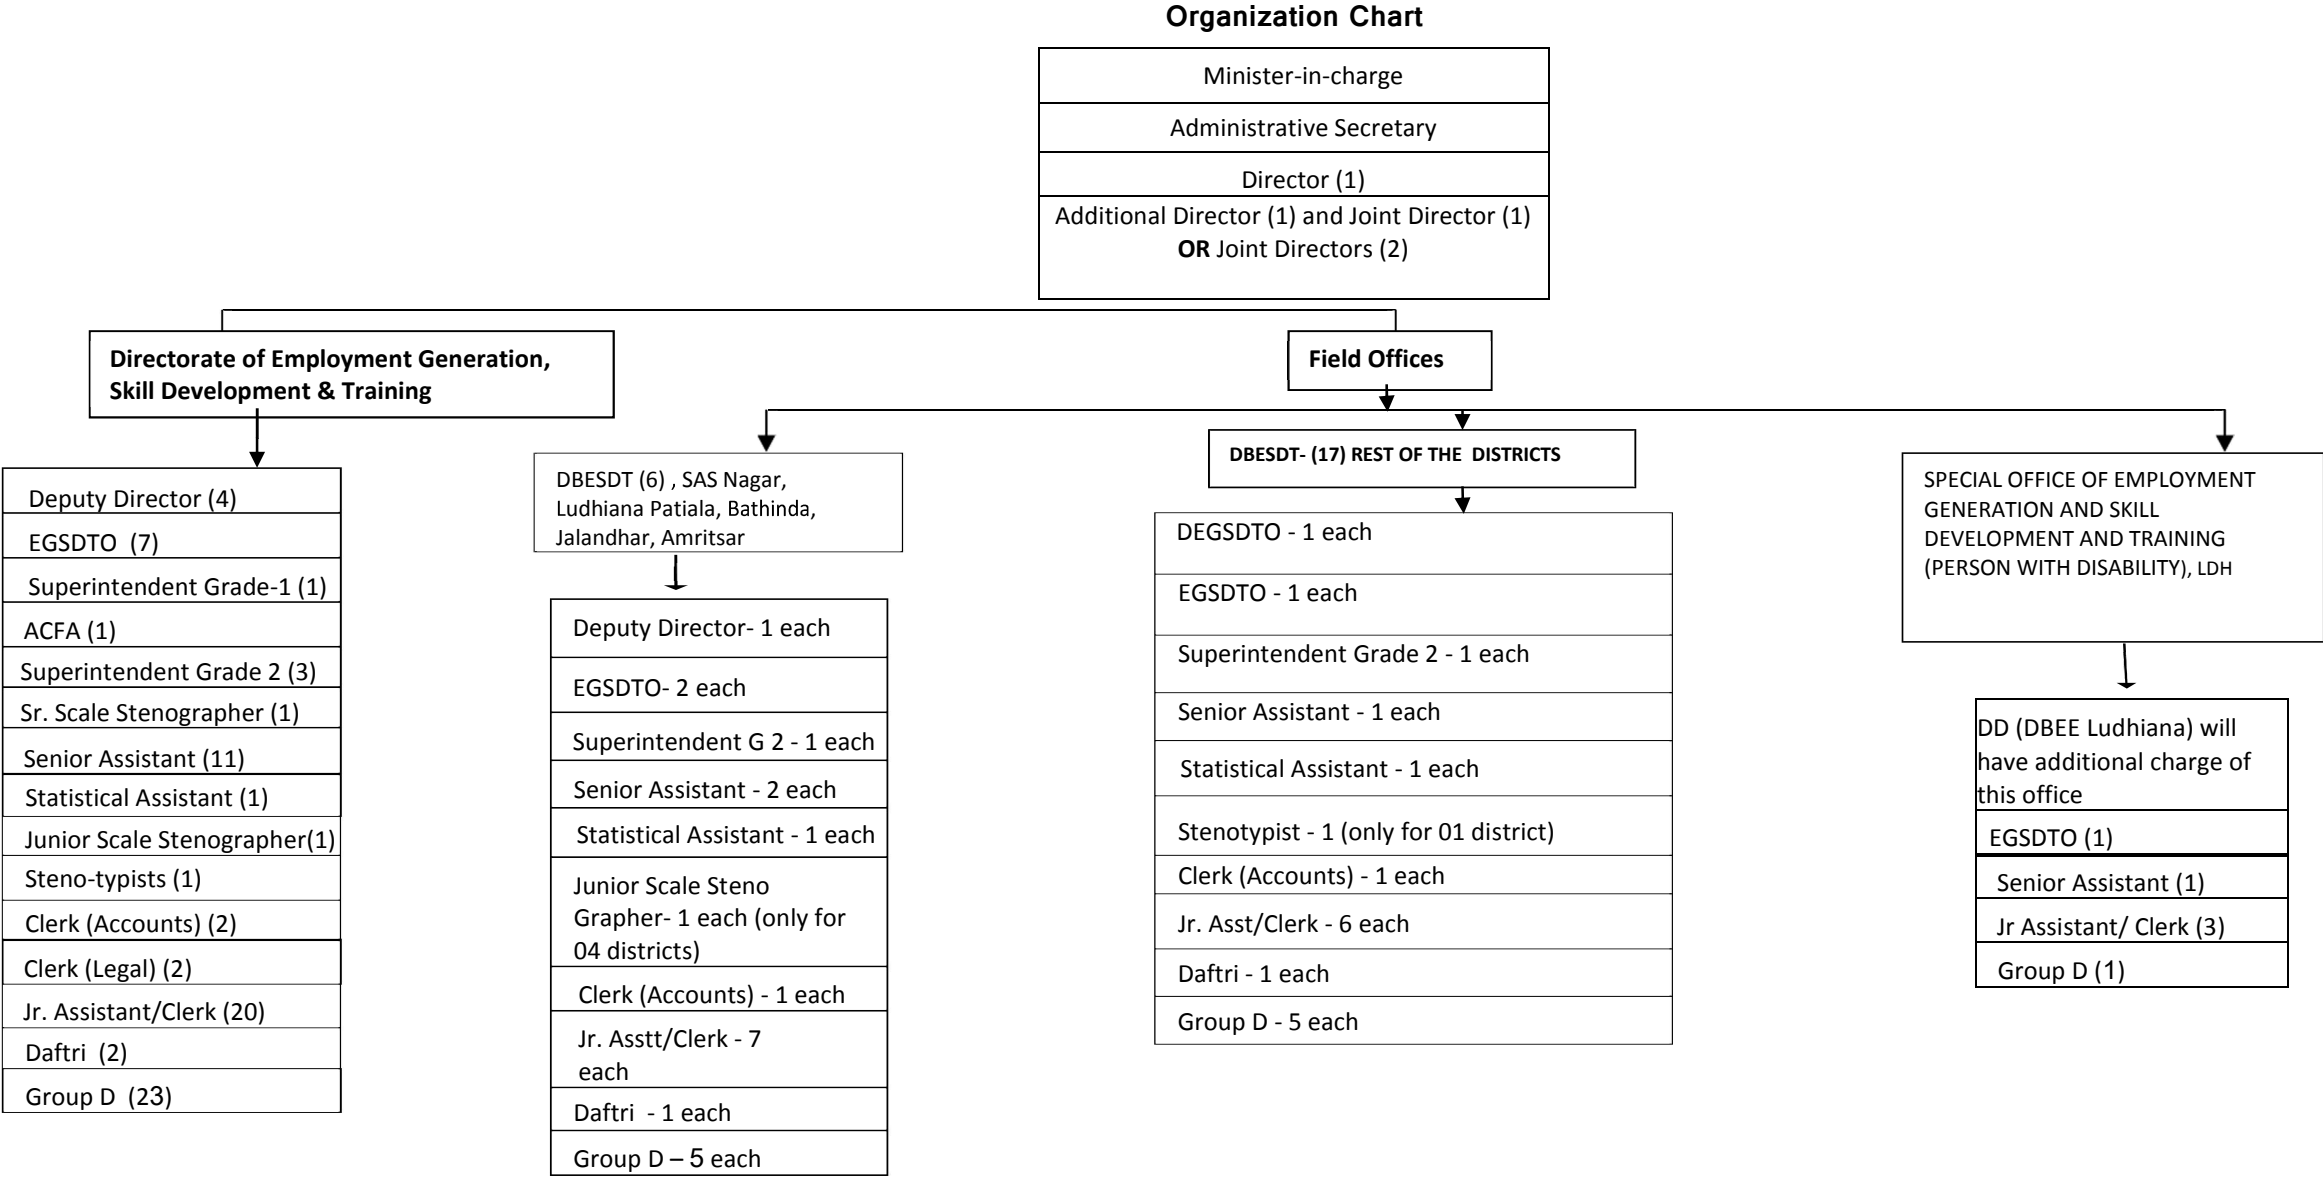 Organization Chart
Minister-in-charge
Administrative Secretary
Director (1)
Additional Director (1) and Joint Director (1)
OR Joint Directors (2)
Directorate of Employment Generation,
Skill Development & Training
Field Offices
Deputy Director (4)
EGSDTO (7)
Superintendent Grade-1 (1)
ACFA (1)
Superintendent Grade 2 (3)
Sr. Scale Stenographer (1)
Senior Assistant (11)
Statistical Assistant (1)
Junior Scale Stenographer(1)
Steno-typists (1)
Clerk (Accounts) (2)
Clerk (Legal) (2)
Jr. Assistant/Clerk (20)
Daftri (2)
Group D (23)
DBESDT (6) , SAS Nagar,
Ludhiana Patiala, Bathinda,
Jalandhar, Amritsar
Deputy Director- 1 each
EGSDTO- 2 each
Superintendent G 2 - 1 each
Senior Assistant - 2 each
Statistical Assistant - 1 each
Junior Scale Steno
Grapher- 1 each (only for
04 districts)
Clerk (Accounts) - 1 each
Jr. Asstt/Clerk - 7
each
Daftri - 1 each
Group D – 5 each
DBESDT- (17) REST OF THE DISTRICTS
DEGSDTO - 1 each
EGSDTO - 1 each
Superintendent Grade 2 - 1 each
Senior Assistant - 1 each
Statistical Assistant - 1 each
Stenotypist - 1 (only for 01 district)
Clerk (Accounts) - 1 each
Jr. Asst/Clerk - 6 each
Daftri - 1 each
Group D - 5 each
SPECIAL OFFICE OF EMPLOYMENT
GENERATION AND SKILL
DEVELOPMENT AND TRAINING
(PERSON WITH DISABILITY), LDH
DD (DBEE Ludhiana) will
have additional charge of
this office
EGSDTO (1)
Senior Assistant (1)
Jr Assistant/ Clerk (3)
Group D (1)